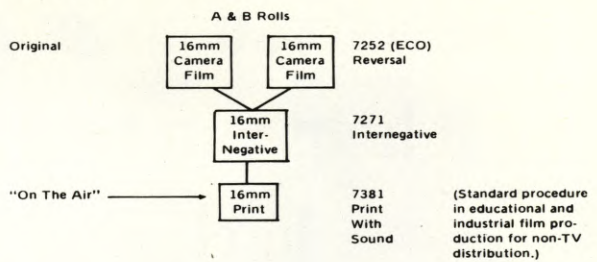 A & B Rolls
Original
16mm
Camera
Film
16mm
Camera
Film
7252 (ECO)
Reversal
16mm
Inter-
Negative
7271
Internegative
"On The Air"
16mm
Print
7381
Print
With
Sound
(Standard procedure
in educational and
industrial film pro-
duction for non-TV
distribution.)